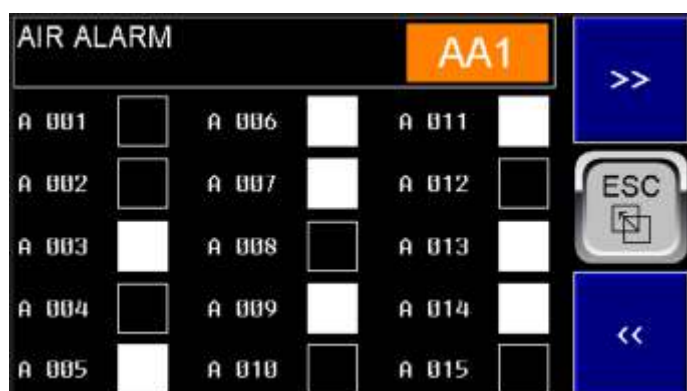 AIR ALARM AA1 >>
A 001 A 006 A 011
A 002 A 007 A 012 ESC
A 003 A 008 A 013
A 004 A 009 A 014 <<
A 005 A 010 A 015